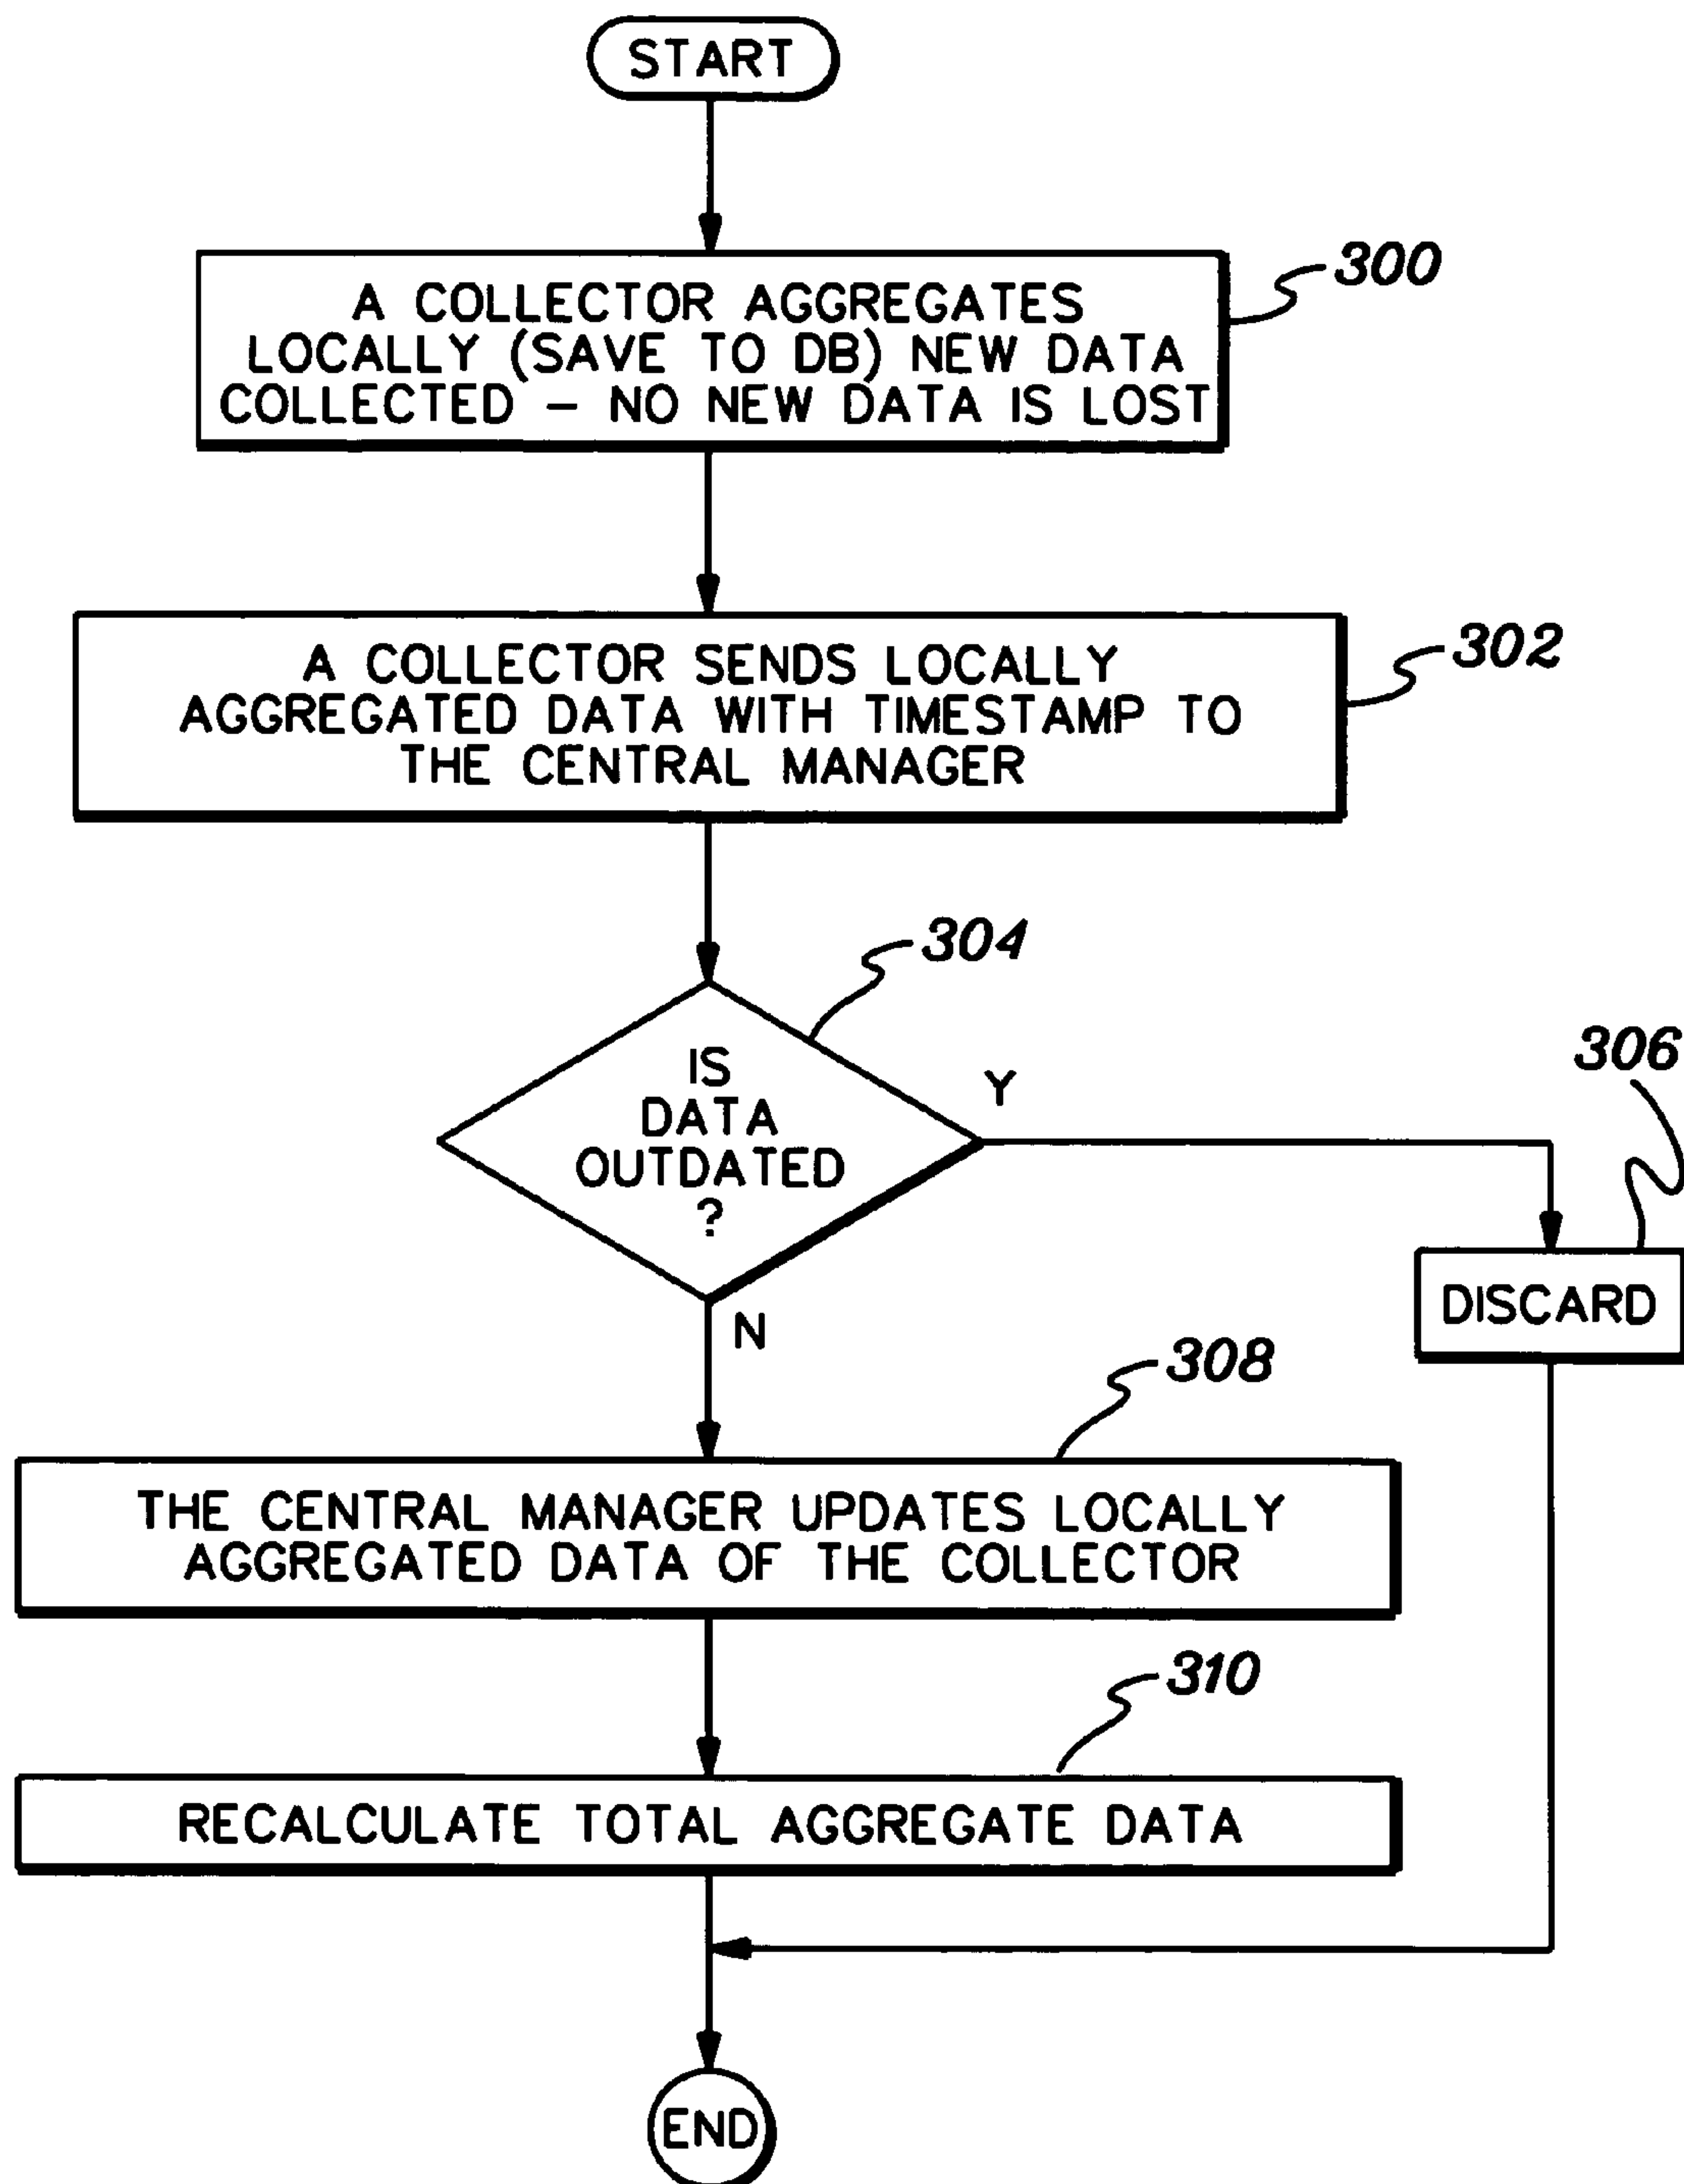 START
300
A COLLECTOR AGGREGATES
LOCALLY (SAVE TO DB) NEW DATA
COLLECTED – NO NEW DATA IS LOST
302
A COLLECTOR SENDS LOCALLY
AGGREGATED DATA WITH TIMESTAMP TO
THE CENTRAL MANAGER
304
IS
DATA
OUTDATED
?
Y
306
DISCARD
N
308
THE CENTRAL MANAGER UPDATES LOCALLY
AGGREGATED DATA OF THE COLLECTOR
310
RECALCULATE TOTAL AGGREGATE DATA
END